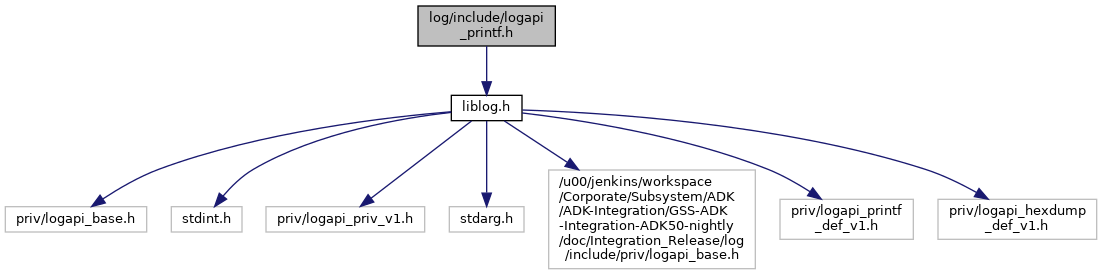 log/include/logapi
_printf.h
liblog.h
priv/logapi_base.h
stdint.h
priv/logapi_priv_v1.h
stdarg.h
/u00/jenkins/workspace
/Corporate/Subsystem/ADK
/ADK-Integration/GSS-ADK
-Integration-ADK50-nightly
/doc/Integration_Release/log
/include/priv/logapi_base.h
priv/logapi_printf
_def_v1.h
priv/logapi_hexdump
_def_v1.h